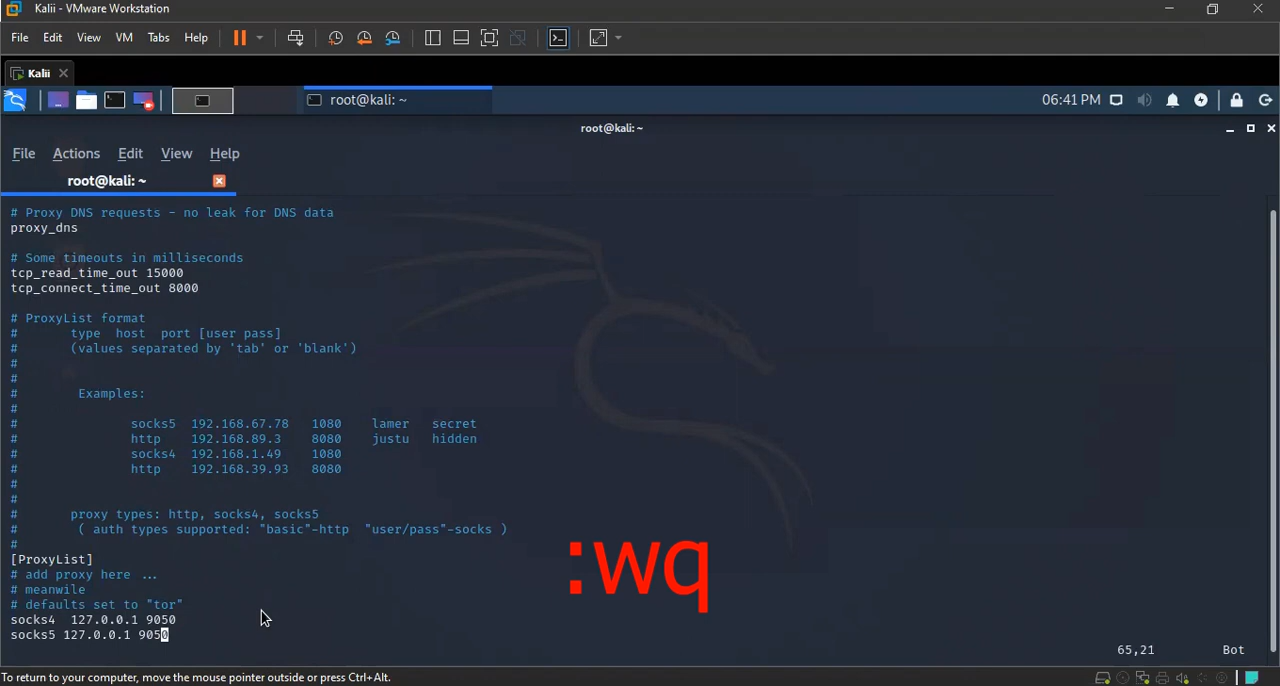 Kalii - VMware Workstation
File Edit View VM Tabs Help
Kalii
root@kali: ~
06:41 PM
root@kali: ~
File Actions Edit View Help
root@kali: ~
# Proxy DNS requests - no leak for DNS data
proxy_dns
# Some timeouts in milliseconds
tcp_read_time_out 15000
tcp_connect_time_out 8000
# ProxyList format
# type host port [user pass]
# (values separated by 'tab' or 'blank')
#
#
# Examples:
#
# socks5 192.168.67.78 1080 lamer secret
# http 192.168.89.3 8080 justu hidden
# socks4 192.168.1.49 1080
# http 192.168.39.93 8080
#
#
# proxy types: http, socks4, socks5
# ( auth types supported: "basic"-http "user/pass"-socks )
#
[ProxyList]
# add proxy here ...
# meanwile
# defaults set to "tor"
socks4 127.0.0.1 9050
socks5 127.0.0.1 9050
:wq
65,21 Bot
To return to your computer, move the mouse pointer outside or press Ctrl+Alt.